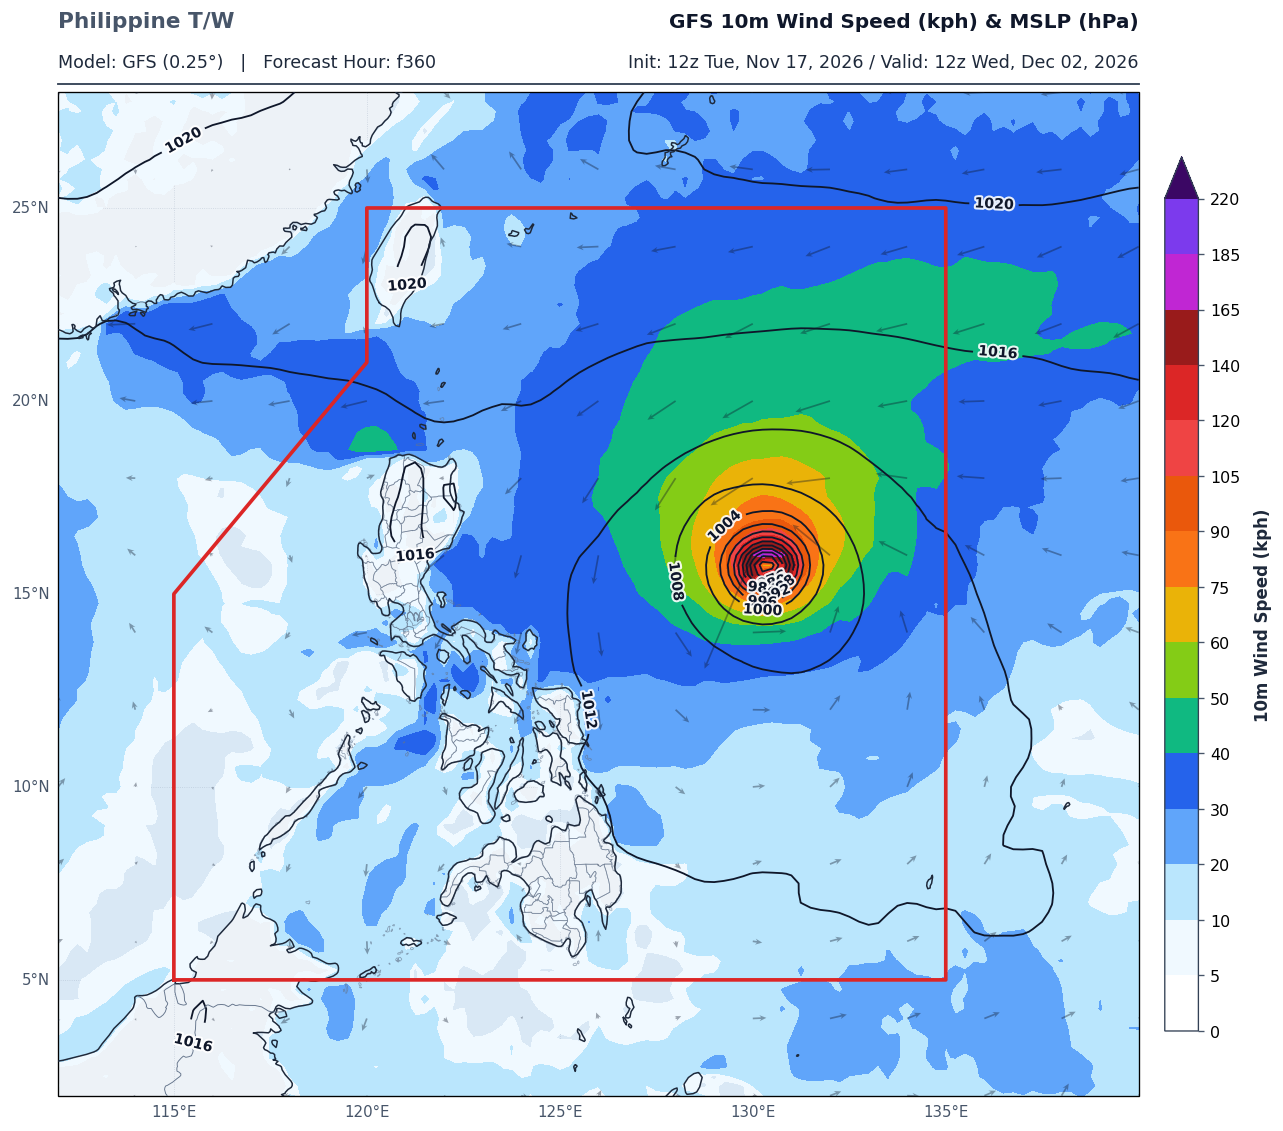 Philippine T/W
GFS 10m Wind Speed (kph) & MSLP (hPa)
Model: GFS (0.25°) | Forecast Hour: f360
Init: 12z Tue, Nov 17, 2026 / Valid: 12z Wed, Dec 02, 2026
1020
1020
1020
1016
1016
1004
1008
1000
1012
1016
25°N
20°N
15°N
10°N
5°N
115°E
120°E
125°E
130°E
135°E
220
185
165
140
120
105
90
75
60
50
40
30
20
10
5
0
10m Wind Speed (kph)